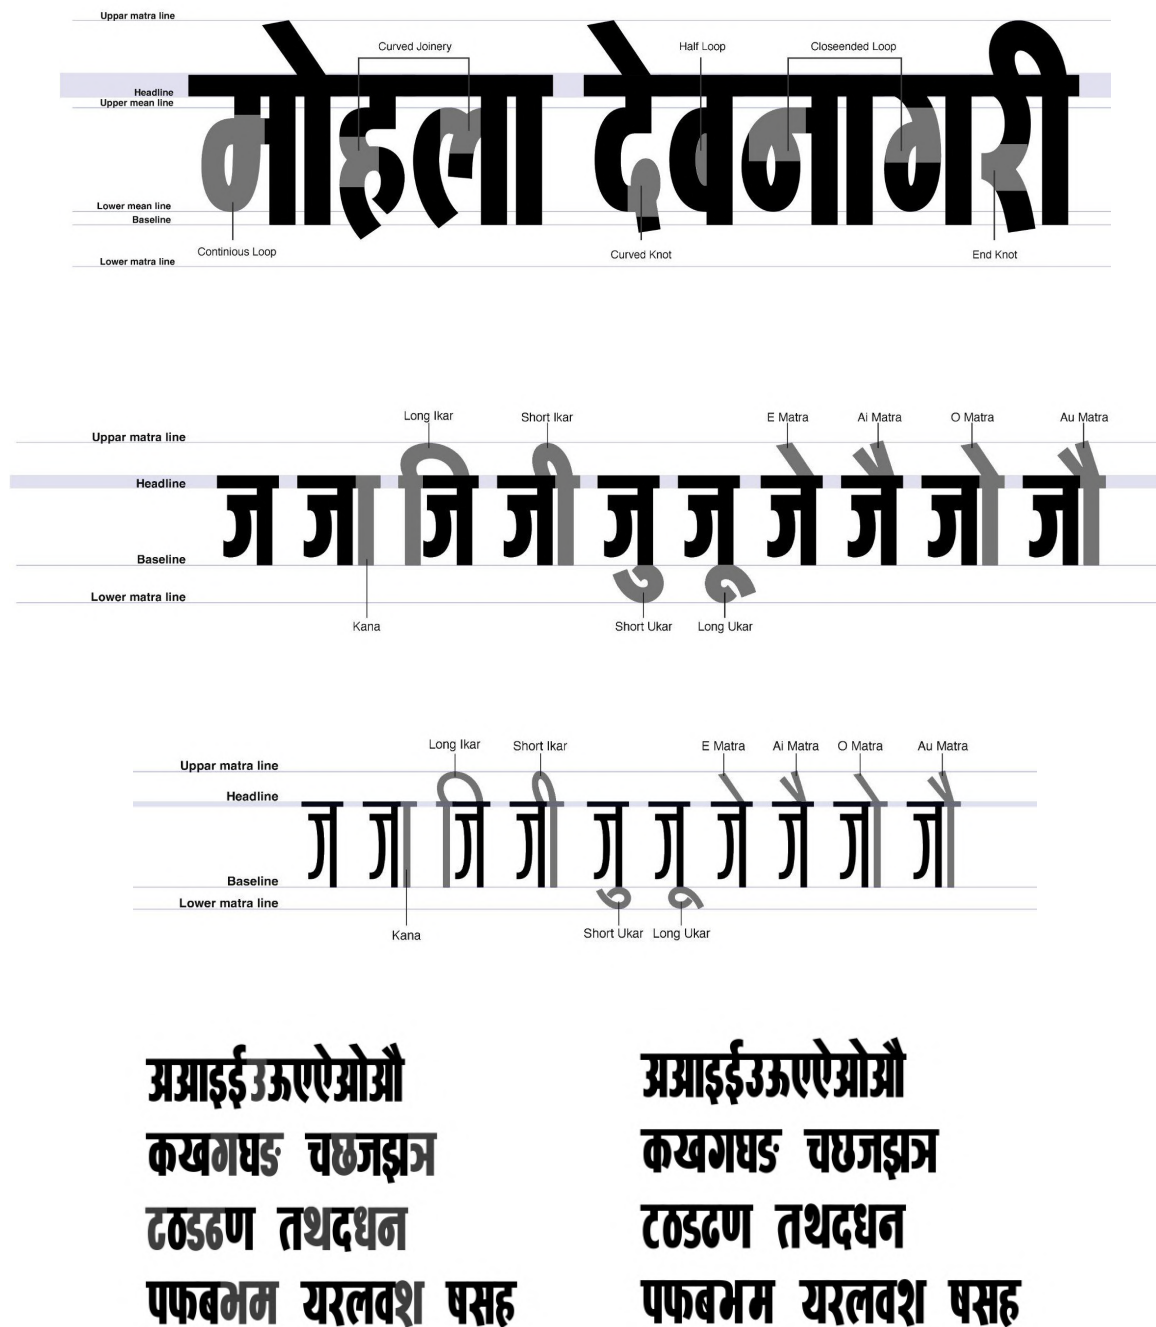 Uppar matra line
Curved Joinery Half Loop Closeended Loop
Headline
Upper mean line
मोहला देवनागरी
Lower mean line
Baseline
Continious Loop Curved Knot End Knot
Lower matra line
Long Ikar Short Ikar E Matra Ai Matra O Matra Au Matra
Uppar matra line
Headline
ज जा जि जी जु जू जे जै जो जौ
Baseline
Lower matra line
Kana Short Ukar Long Ukar
Long Ikar Short Ikar E Matra Ai Matra O Matra Au Matra
Uppar matra line
Headline
ज जा जि जी जु जू जे जै जो जौ
Baseline
Lower matra line
Kana Short Ukar Long Ukar
अआइईउऊएऐओऔ
कखगघङ चछजझञ
टठडढण तथदधन
पफबभम यरलवश षसह
अआइईउऊएऐओऔ
कखगघङ चछजझञ
टठडढण तथदधन
पफबभम यरलवश षसह